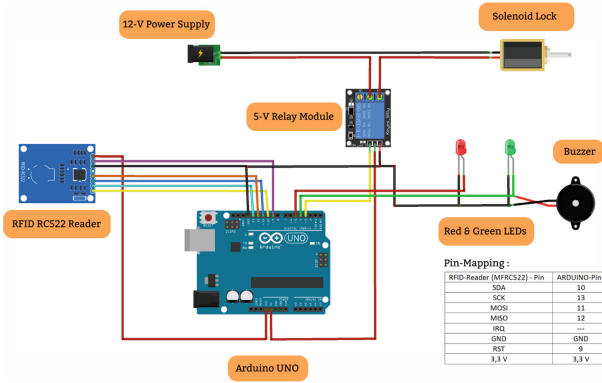 12-V Power Supply
Solenoid Lock
5-V Relay Module
Buzzer
RFID RC522 Reader
Red & Green LEDs
UNO
Arduino
Arduino UNO
Pin-Mapping :
RFID-Reader (MFRC522) - Pin ARDUINO-Pin
SDA 10
SCK 13
MOSI 11
MISO 12
IRQ ---
GND GND
RST 9
3,3 V 3,3 V